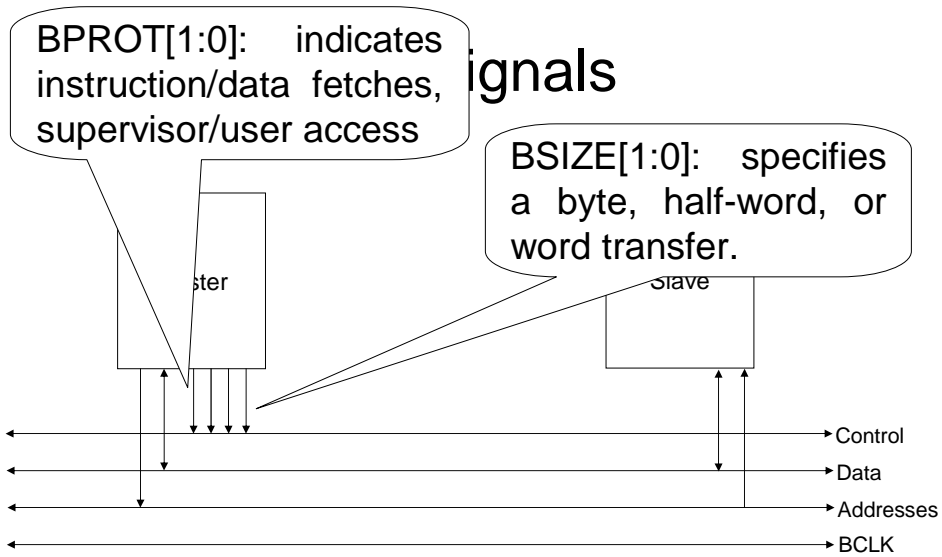 BPROT[1:0]: indicates
instruction/data fetches,
supervisor/user access
ignals
BSIZE[1:0]: specifies
a byte, half-word, or
word transfer.
ster
Slave
Control
Data
Addresses
BCLK